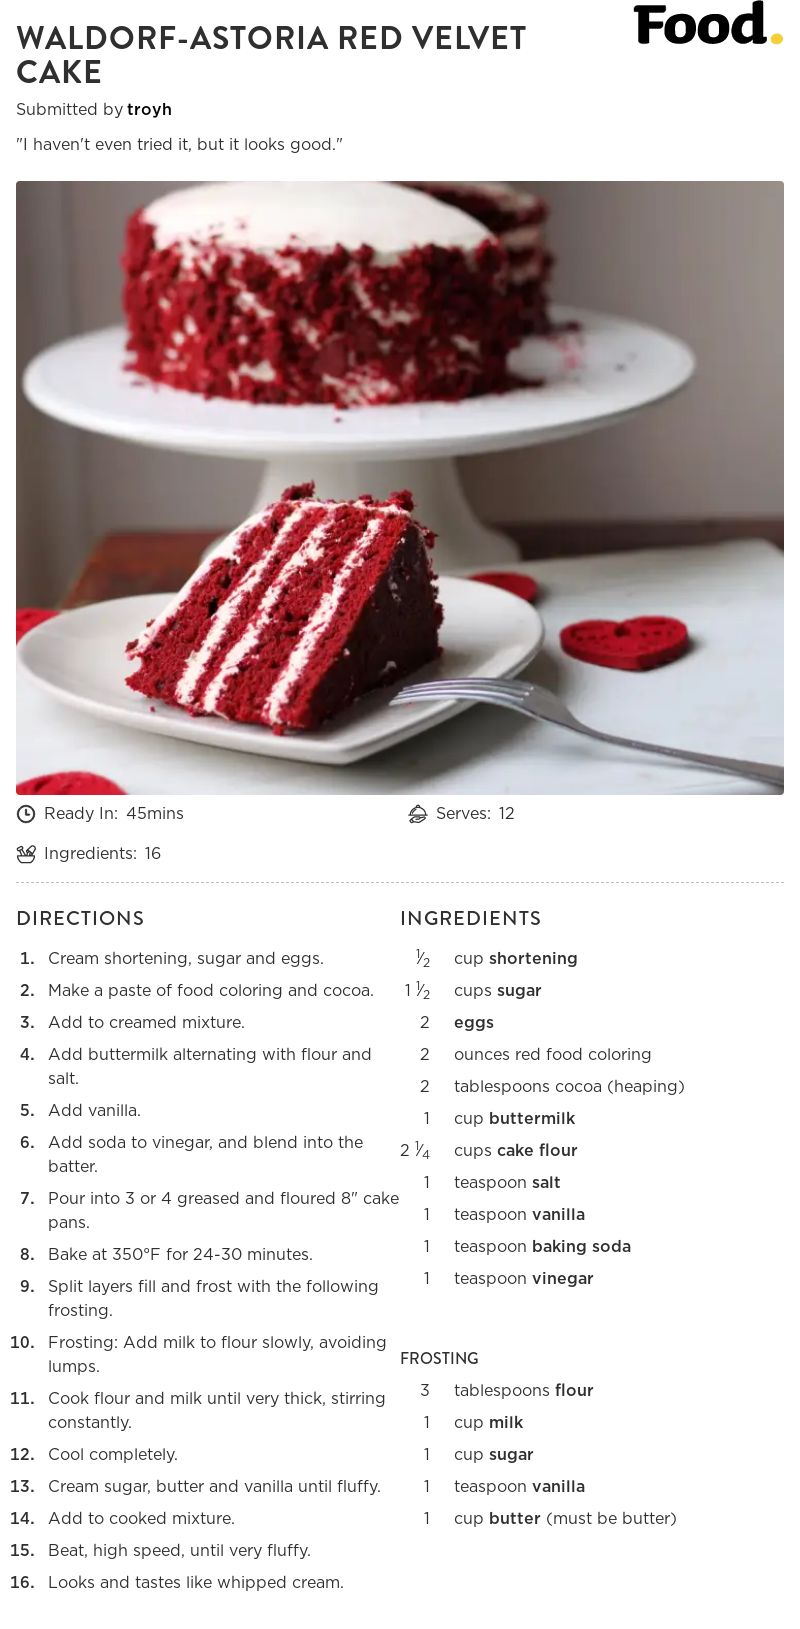 WALDORF-ASTORIA RED VELVET
CAKE
Food.
Submitted by troyh
"I haven't even tried it, but it looks good."
Ready In: 45mins
Serves: 12
Ingredients: 16
DIRECTIONS
1. Cream shortening, sugar and eggs.
2. Make a paste of food coloring and cocoa.
3. Add to creamed mixture.
4. Add buttermilk alternating with flour and
salt.
5. Add vanilla.
6. Add soda to vinegar, and blend into the
batter.
7. Pour into 3 or 4 greased and floured 8" cake
pans.
8. Bake at 350°F for 24-30 minutes.
9. Split layers fill and frost with the following
frosting.
10. Frosting: Add milk to flour slowly, avoiding
lumps.
11. Cook flour and milk until very thick, stirring
constantly.
12. Cool completely.
13. Cream sugar, butter and vanilla until fluffy.
14. Add to cooked mixture.
15. Beat, high speed, until very fluffy.
16. Looks and tastes like whipped cream.
INGREDIENTS
1⁄2 cup shortening
1 1⁄2 cups sugar
2 eggs
2 ounces red food coloring
2 tablespoons cocoa (heaping)
1 cup buttermilk
2 1⁄4 cups cake flour
1 teaspoon salt
1 teaspoon vanilla
1 teaspoon baking soda
1 teaspoon vinegar
FROSTING
3 tablespoons flour
1 cup milk
1 cup sugar
1 teaspoon vanilla
1 cup butter (must be butter)